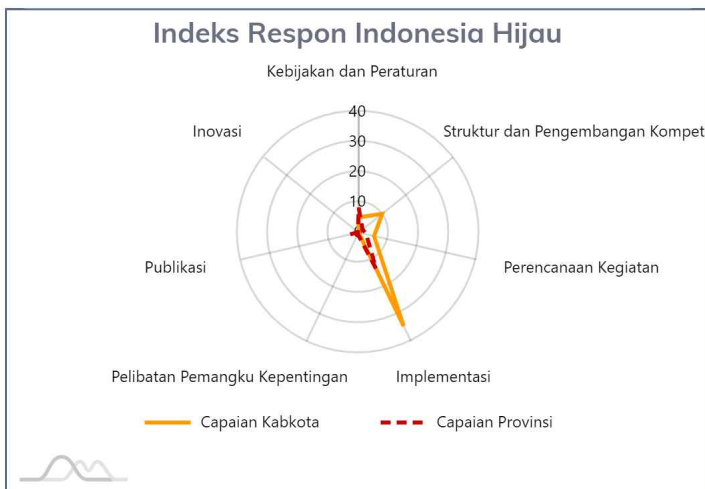 Indeks Respon Indonesia Hijau
Kebijakan dan Peraturan
40
Inovasi
Struktur dan Pengembangan Kompet
30
20
10
Publikasi
Perencanaan Kegiatan
Pelibatan Pemangku Kepentingan
Implementasi
Capaian Kabkota
Capaian Provinsi